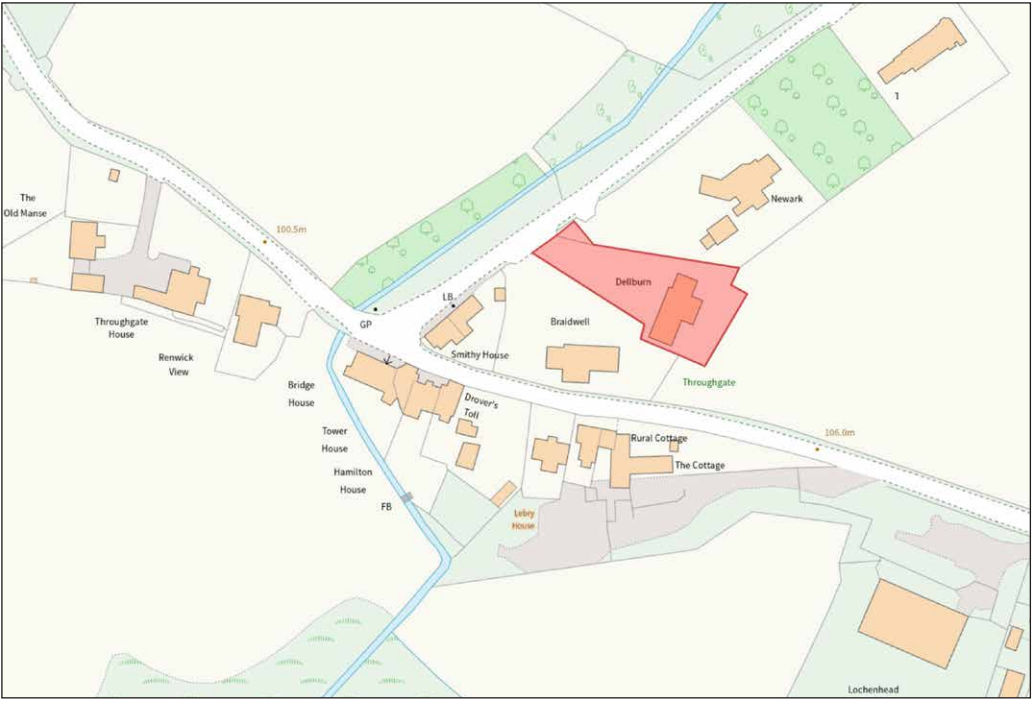 1
The
Old Manse
Newark
100.5m
Dellburn
LB
GP
Braidwell
Throughgate
House
Smithy House
Renwick
View
Throughgate
Bridge
House
Drover's
Toll
Tower
House
106.0m
Rural Cottage
The Cottage
Hamilton
House
FB
Lebry
House
Lochenhead